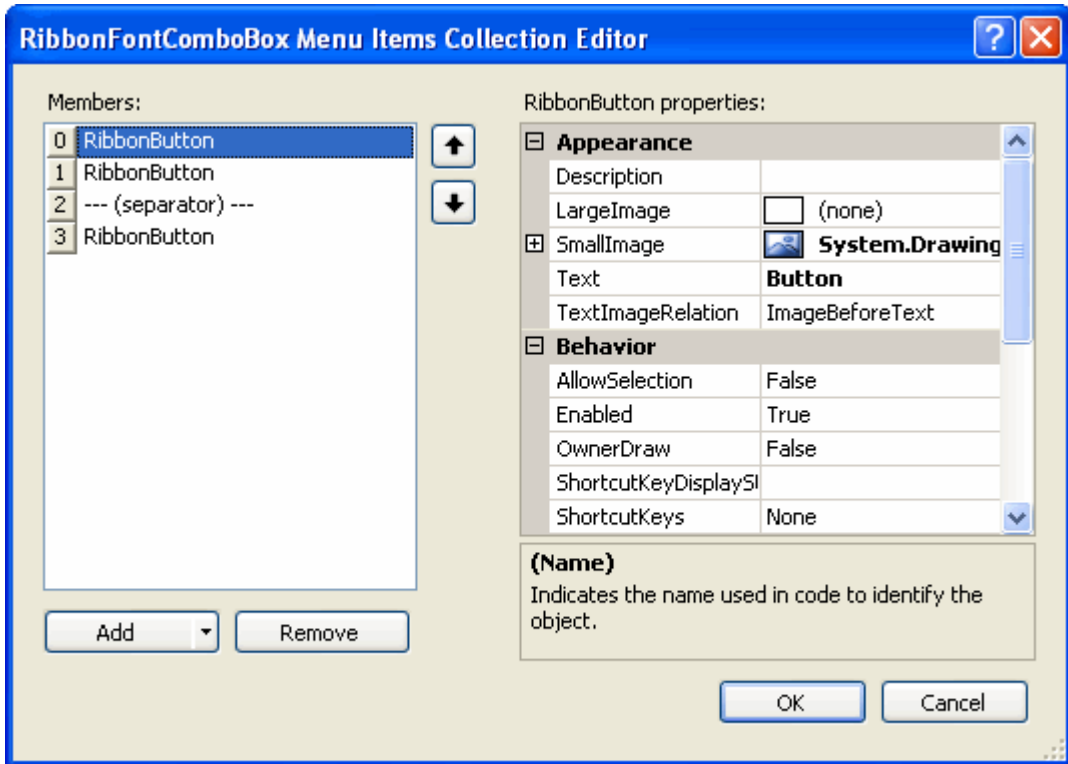 RibbonFontComboBox Menu Items Collection Editor
Members:
0 RibbonButton
1 RibbonButton
2 --- (separator) ---
3 RibbonButton
Add
Remove
RibbonButton properties:
Appearance
Description
LargeImage (none)
SmallImage System.Drawing
Text Button
TextImageRelation ImageBeforeText
Behavior
AllowSelection False
Enabled True
OwnerDraw False
ShortcutKeyDisplaySt
ShortcutKeys None
(Name)
Indicates the name used in code to identify the
object.
OK
Cancel